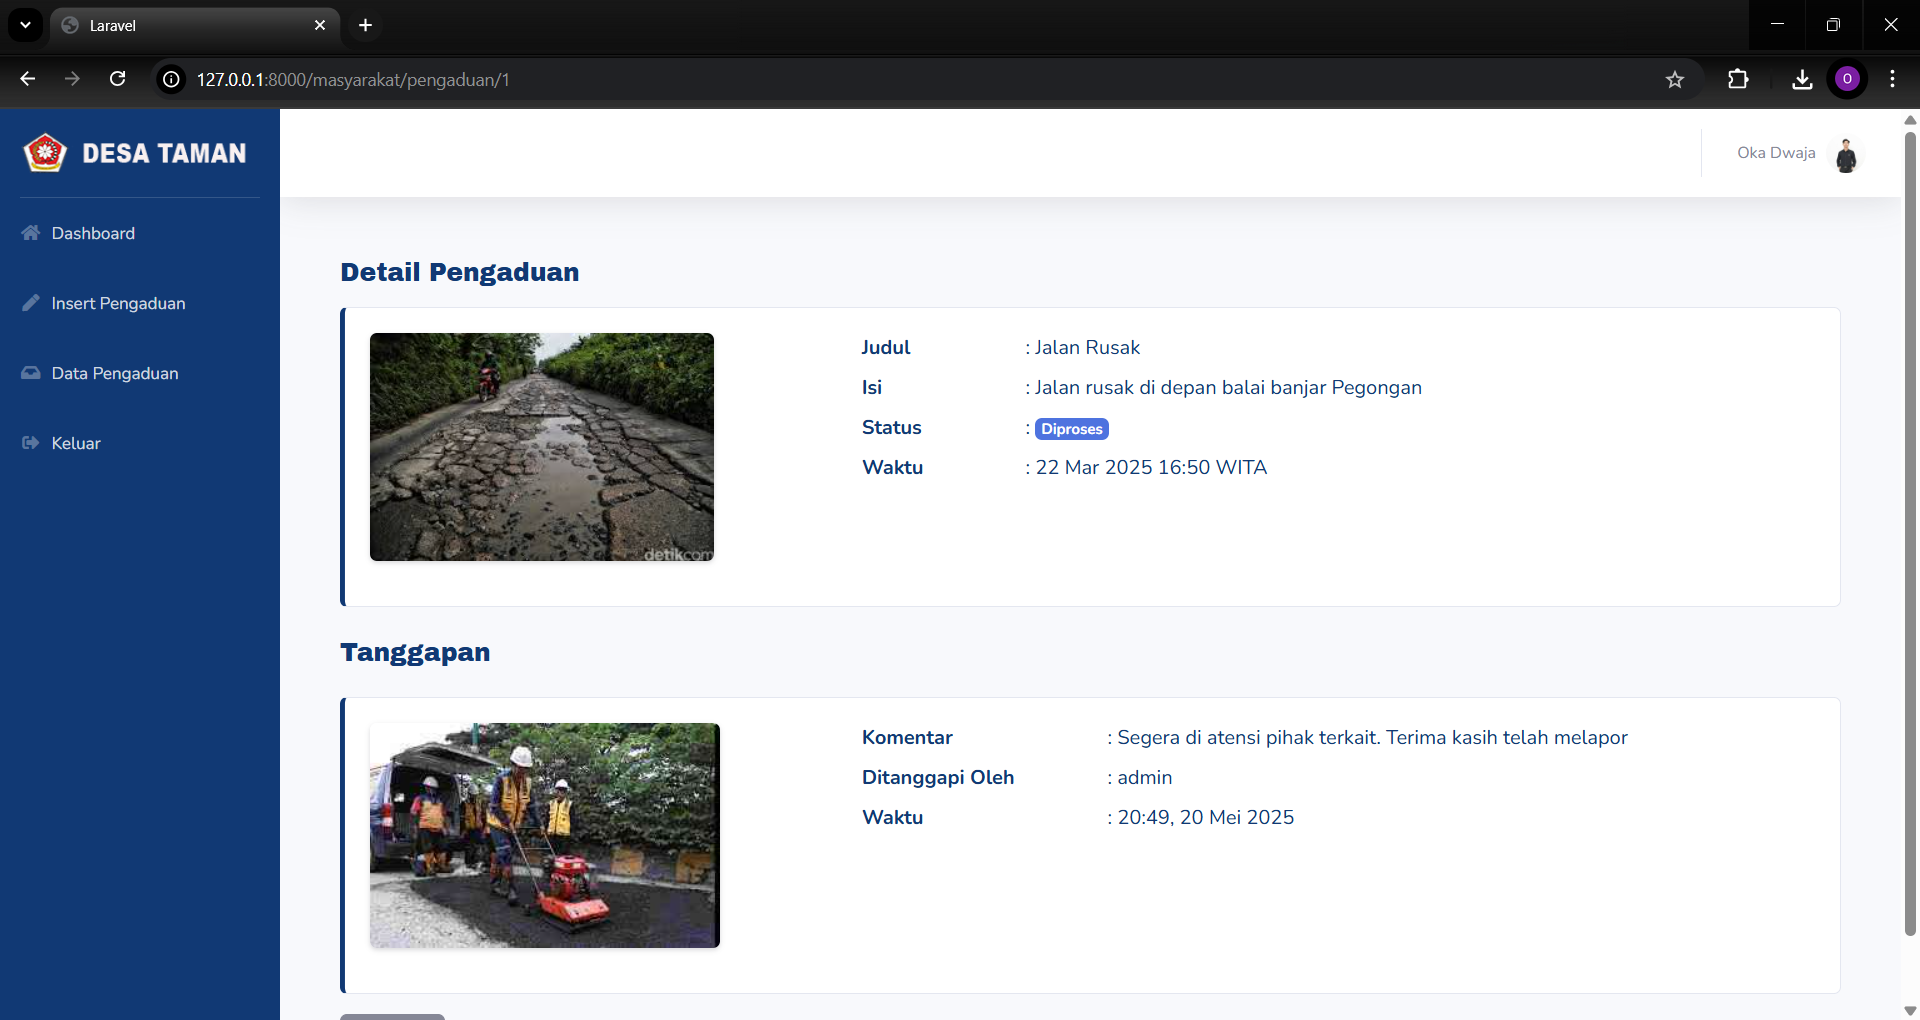 Laravel
127.0.0.1:8000/masyarakat/pengaduan/1
O
DESA TAMAN
Oka Dwaja
Dashboard
Insert Pengaduan
Data Pengaduan
Keluar
Detail Pengaduan
Judul : Jalan Rusak
Isi : Jalan rusak di depan balai banjar Pegongan
Status : Diproses
Waktu : 22 Mar 2025 16:50 WITA
detikcom
Tanggapan
Komentar : Segera di atensi pihak terkait. Terima kasih telah melapor
Ditanggapi Oleh : admin
Waktu : 20:49, 20 Mei 2025